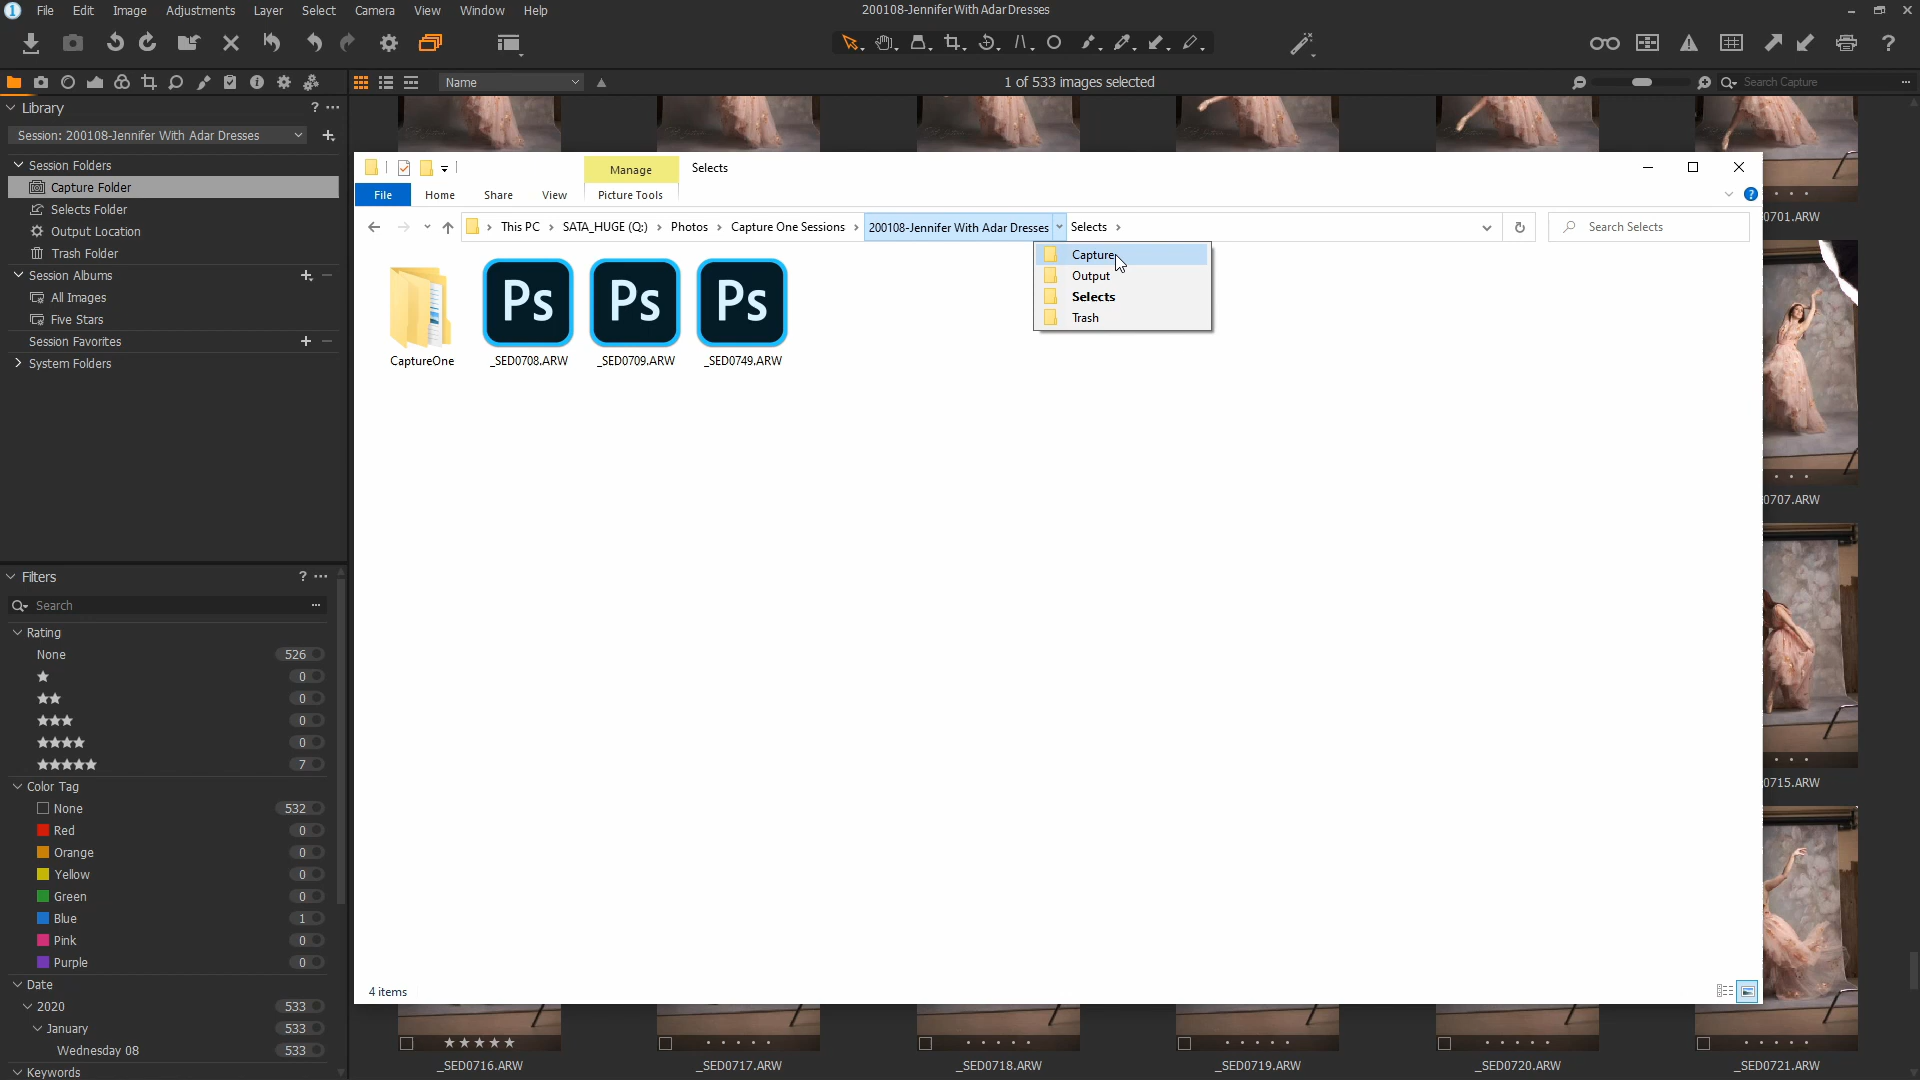 File Edit Image Adjustments Layer Select Camera View Window Help
200108-Jennifer With Adar Dresses
Name
1 of 533 images selected
Search Capture
Library
Session: 200108-Jennifer With Adar Dresses
Session Folders
Capture Folder
Selects Folder
Output Location
Trash Folder
Session Albums
All Images
Five Stars
Session Favorites
System Folders
Manage
Selects
File Home Share View Picture Tools
This PC > SATA_HUGE (Q:) > Photos > Capture One Sessions > 200108-Jennifer With Adar Dresses Selects >
Search Selects
Capture
Output
Selects
Trash
Ps Ps Ps
CaptureOne _SED0708.ARW _SED0709.ARW _SED0749.ARW
4 items
0701.ARW
0707.ARW
0715.ARW
Filters
Search
Rating
None 526
0
0
0
0
7
Color Tag
None 532
Red 0
Orange 0
Yellow 0
Green 0
Blue 1
Pink 0
Purple 0
Date
2020 533
January 533
Wednesday 08 533
Keywords
_SED0716.ARW _SED0717.ARW _SED0718.ARW _SED0719.ARW _SED0720.ARW _SED0721.ARW